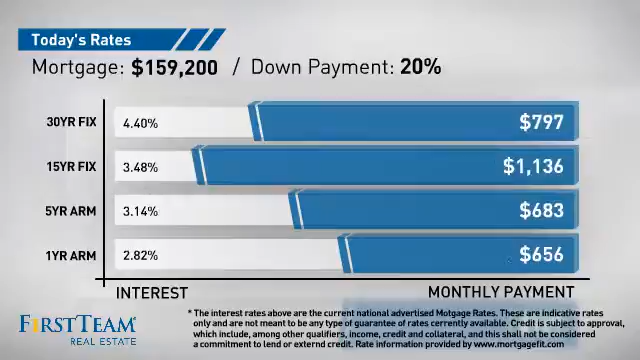 Today's Rates
Mortgage: $159,200 / Down Payment: 20%
30YR FIX 4.40% $797
15YR FIX 3.48% $1,136
5YR ARM 3.14% $683
1YR ARM 2.82% $656
INTEREST MONTHLY PAYMENT
FIRSTTEAM®
REAL ESTATE
* The interest rates above are the current national advertised Motgage Rates. These are indicative rates
only and are not meant to be any type of guarantee of rates cerrently available. Credit is subject to approval,
which include, among other qualifiers, income, credit and collateral, and this shall not be considered
a commitment to lend or externd credit. Rate information provided by www.mortgagefit.com